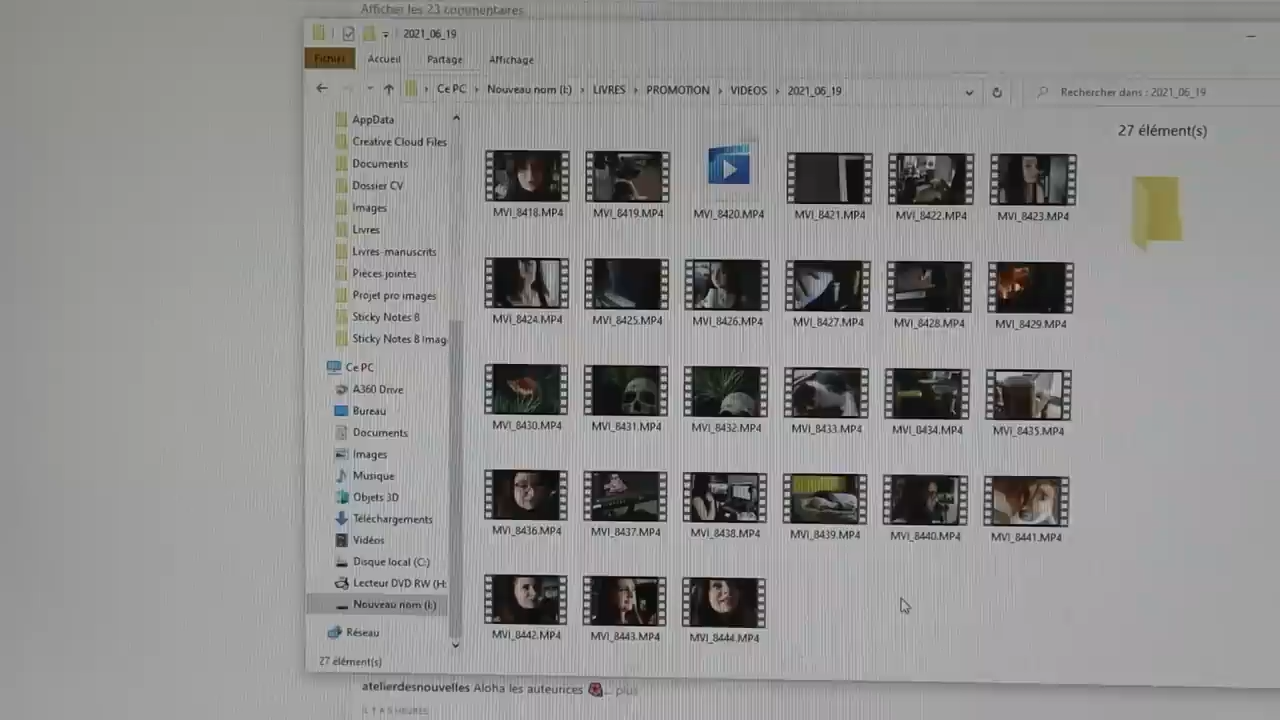 Afficher les 23 commentaires
2021_06_19
Fichier Accueil Partage Affichage
Ce PC › Nouveau nom (I:) › LIVRES › PROMOTION › VIDEOS › 2021_06_19
Rechercher dans : 2021_06_19
AppData
Creative Cloud Files
Documents
Dossier CV
Images
Livres
Livres-manuscrits
Pièces jointes
Projet pro images
Sticky Notes 8
Sticky Notes 8 Imag
Ce PC
A360 Drive
Bureau
Documents
Images
Musique
Objets 3D
Téléchargements
Vidéos
Disque local (C:)
Lecteur DVD RW (H:
Nouveau nom (I:)
Réseau
27 élément(s)
MVI_8418.MP4 MVI_8419.MP4 MVI_8420.MP4 MVI_8421.MP4 MVI_8422.MP4 MVI_8423.MP4
MVI_8424.MP4 MVI_8425.MP4 MVI_8426.MP4 MVI_8427.MP4 MVI_8428.MP4 MVI_8429.MP4
MVI_8430.MP4 MVI_8431.MP4 MVI_8432.MP4 MVI_8433.MP4 MVI_8434.MP4 MVI_8435.MP4
MVI_8436.MP4 MVI_8437.MP4 MVI_8438.MP4 MVI_8439.MP4 MVI_8440.MP4 MVI_8441.MP4
MVI_8442.MP4 MVI_8443.MP4 MVI_8444.MP4
27 élément(s)
atelierdesnouvelles Aloha les auteurices ... plus
IL Y A 5 HEURES